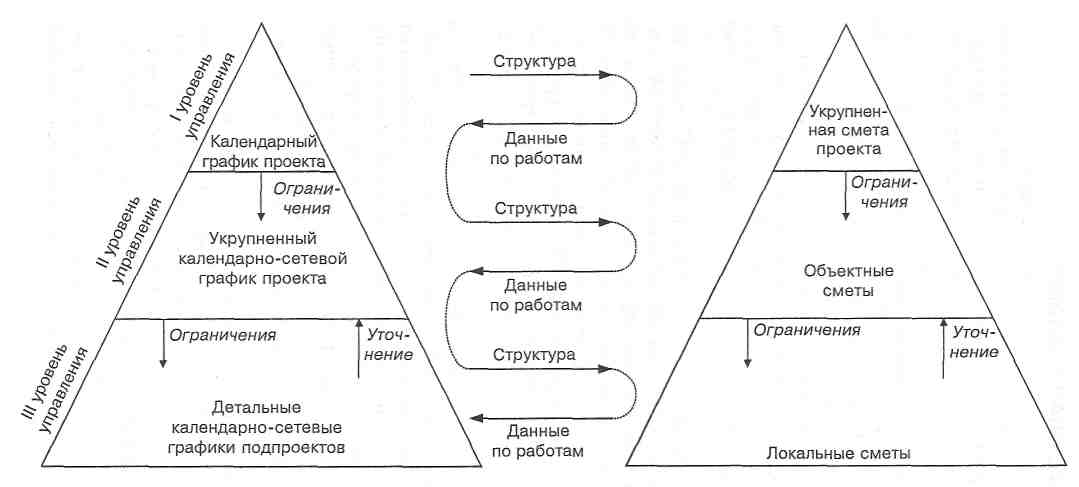 I уровень
управления
Календарный
график проекта
Ограни-
чения
II уровень
управления
Укрупненный
календарно-сетевой
график проекта
Ограничения
Уточ-
нение
III уровень
управления
Детальные
календарно-сетевые
графики подпроектов
Структура
Данные
по работам
Структура
Данные
по работам
Структура
Данные
по работам
Укрупнен-
ная смета
проекта
Ограни-
чения
Объектные
сметы
Ограничения
Уточ-
нение
Локальные сметы